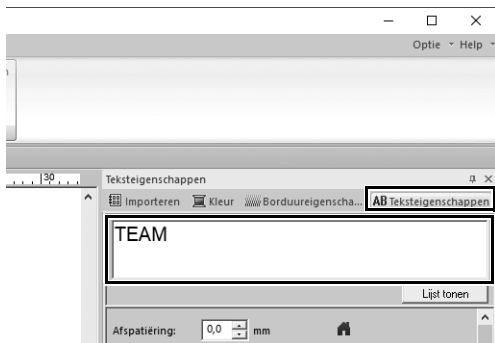 Optie Help
30
Teksteigenschappen
Importeren Kleur Borduureigenscha... AB Teksteigenschappen
TEAM
Lijst tonen
Afspatiëring: 0,0 mm